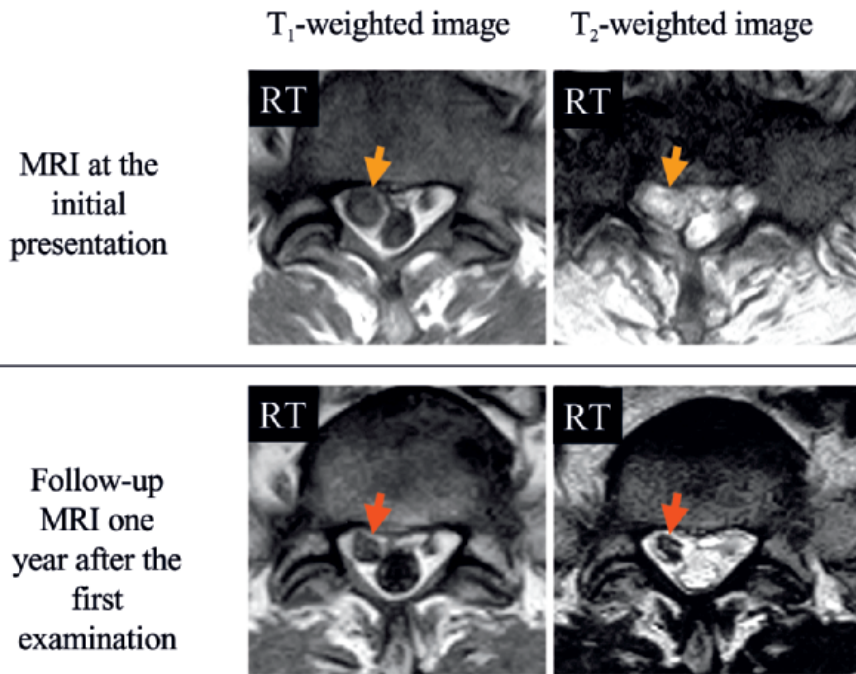 T₁-weighted image
T₂-weighted image
MRI at the
initial
presentation
RT
RT
Follow-up
MRI one
year after the
first
examination
RT
RT